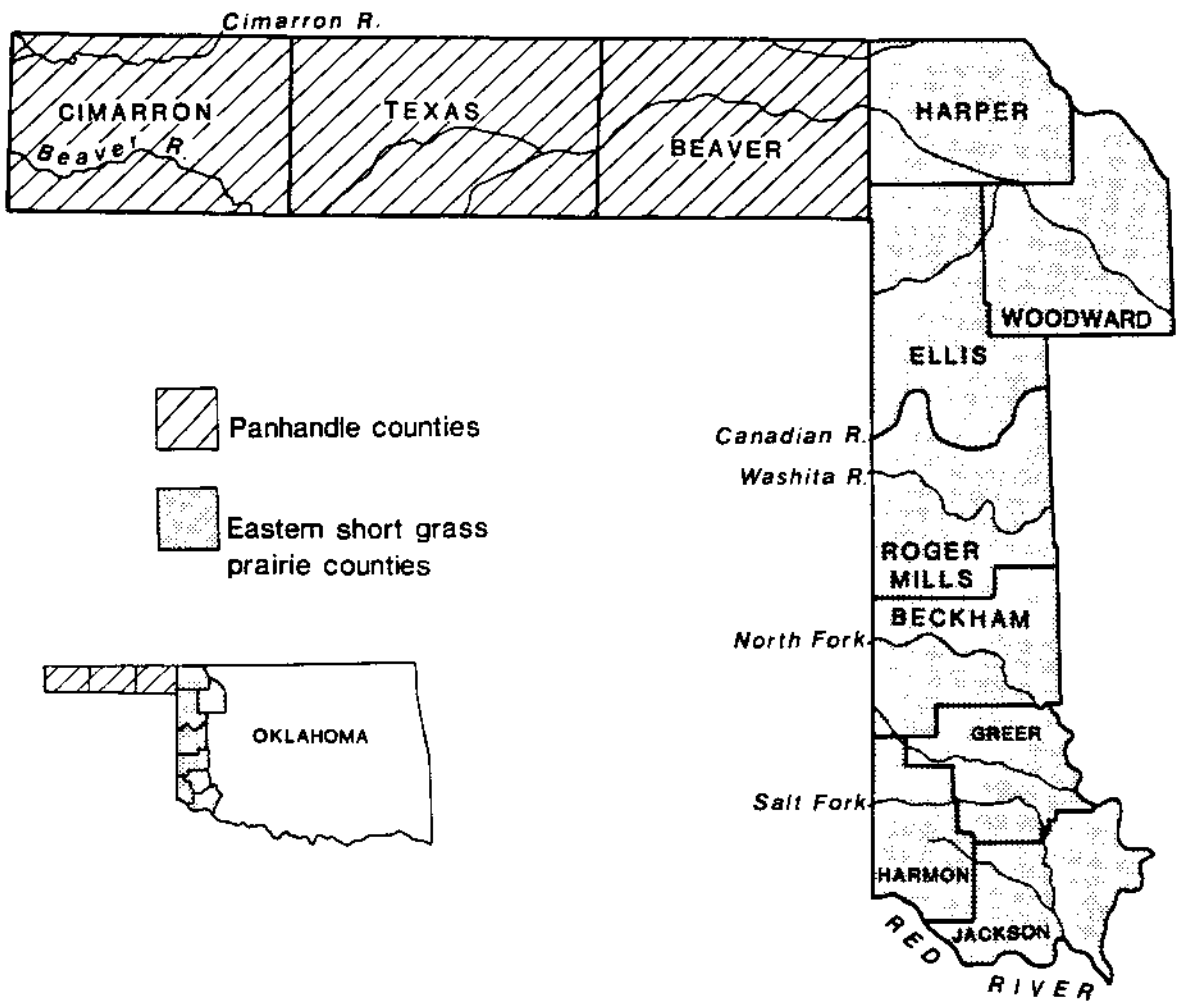 Cimarron R.
CIMARRON
TEXAS
HARPER
Beaver R.
BEAVER
WOODWARD
ELLIS
Panhandle counties
Canadian R.
Washita R.
Eastern short grass
prairie counties
ROGER
MILLS
BECKHAM
North Fork
OKLAHOMA
GREER
Salt Fork
HARMON
JACKSON
RED
RIVER